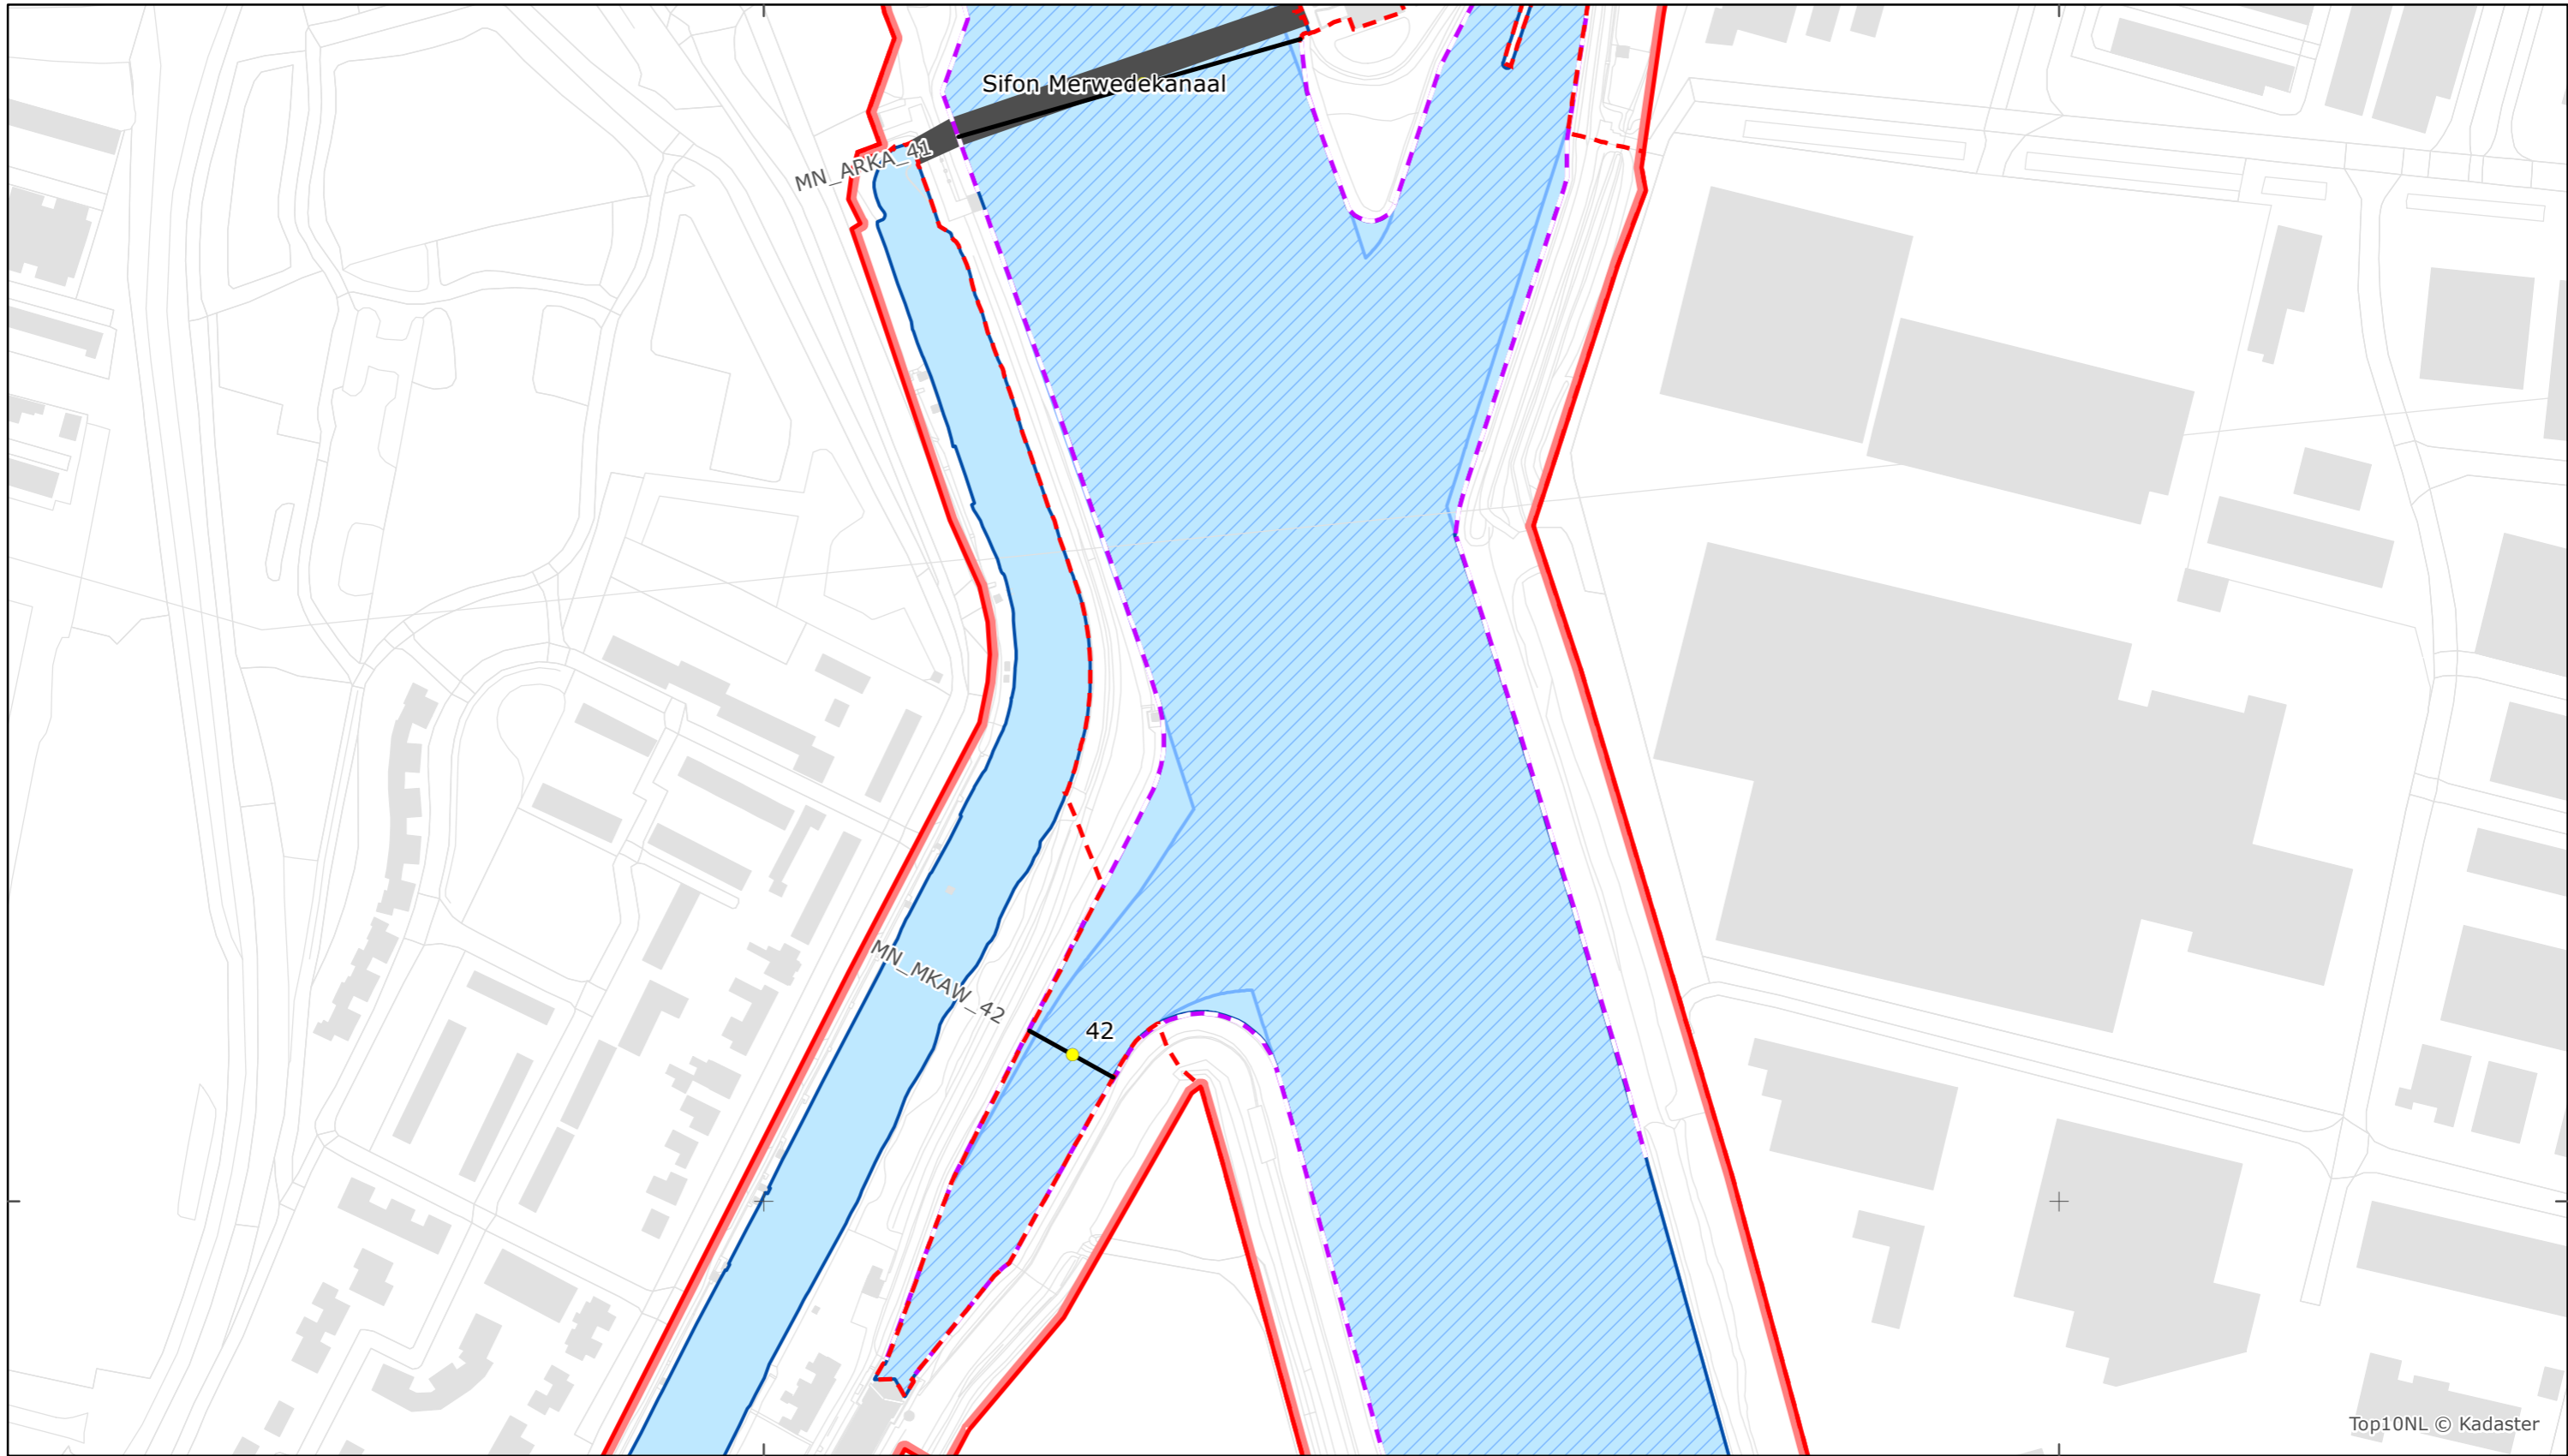 Sifon Merwedekanaal
MN_ARKA_41
MN_MKAW_42
42
Top10NL © Kadaster